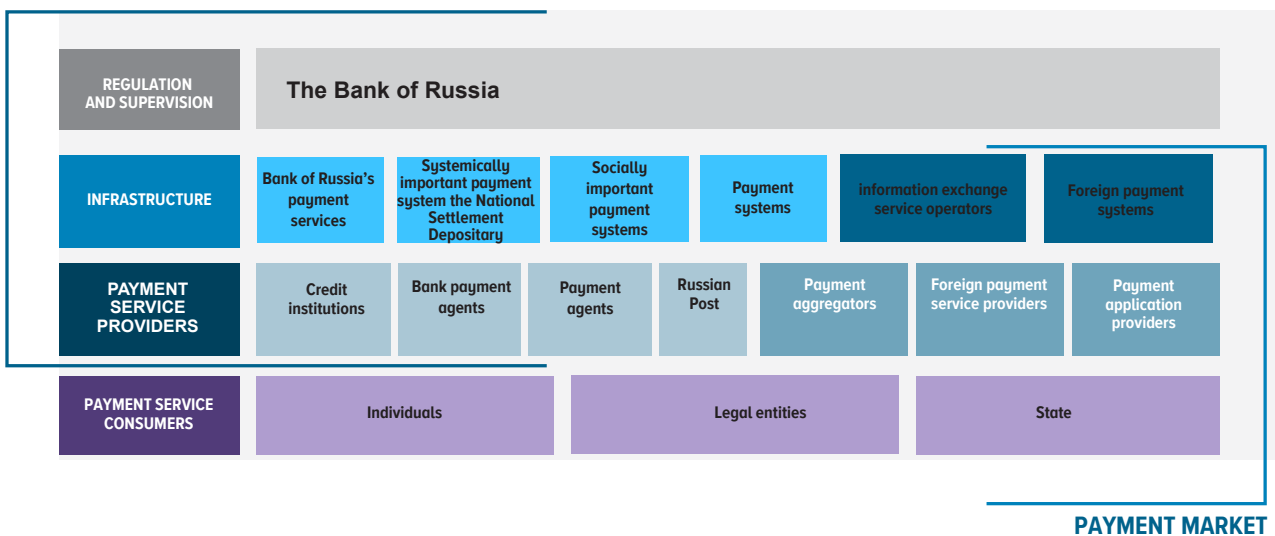 REGULATION
AND SUPERVISION
The Bank of Russia
INFRASTRUCTURE
Bank of Russia's
payment
services
Systemically
important payment
system the National
Settlement
Depositary
Socially
important
payment
systems
Payment
systems
information exchange
service operators
Foreign payment
systems
PAYMENT
SERVICE
PROVIDERS
Credit
institutions
Bank payment
agents
Payment
agents
Russian
Post
Payment
aggregators
Foreign payment
service providers
Payment
application
providers
PAYMENT SERVICE
CONSUMERS
Individuals
Legal entities
State
PAYMENT MARKET